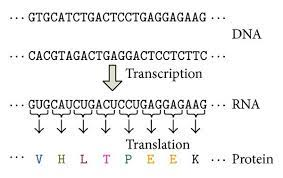 ··· GTGCATCTGACTCCTGAGGAGAAG ···
DNA
··· CACGTAGACTGAGGACTCCTCTTC ···
Transcription
··· GUGCAUCUGACUCCUGAGGAGAAG ··· RNA
Translation
··· V H L T P E E K ··· Protein